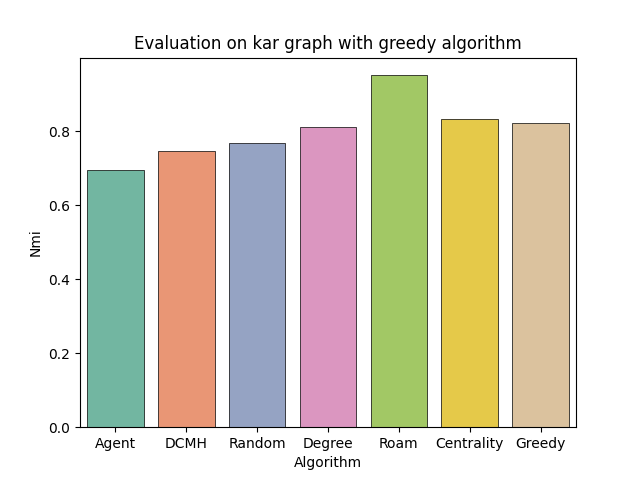 Evaluation on kar graph with greedy algorithm
Nmi
0.8
0.6
0.4
0.2
0.0
Agent DCMH Random Degree Roam Centrality Greedy
Algorithm